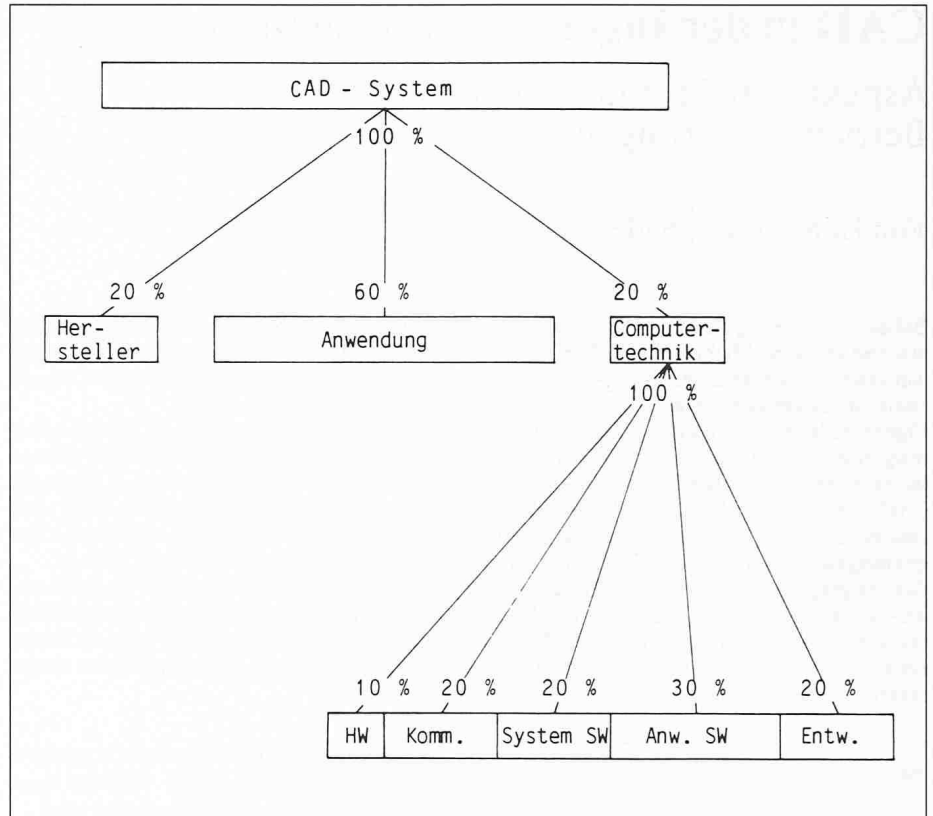 CAD - System
100 %
20 %
60 %
20 %
Her-
steller
Anwendung
Computer-
technik
100 %
10 %
20 %
20 %
30 %
20 %
HW
Komm.
System SW
Anw. SW
Entw.